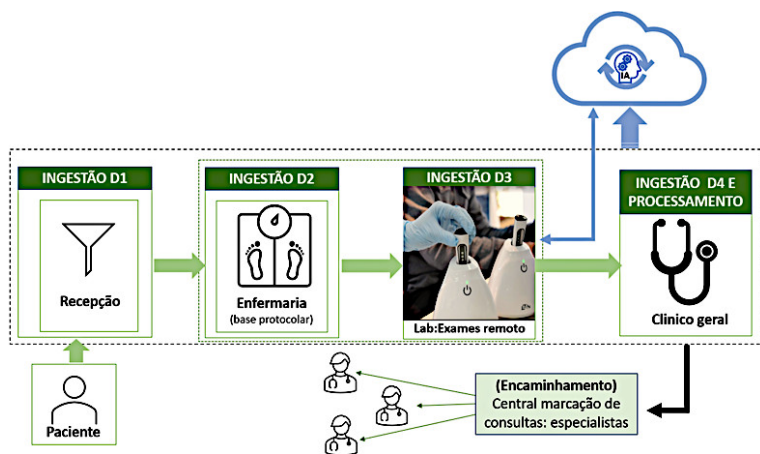 IA
INGESTÃO D1
INGESTÃO D2
INGESTÃO D3
INGESTÃO D4 E
PROCESSAMENTO
Recepção
Enfermaria
(base protocolar)
Lab:Exames remoto
Clinico geral
Paciente
(Encaminhamento)
Central marcação de
consultas: especialistas